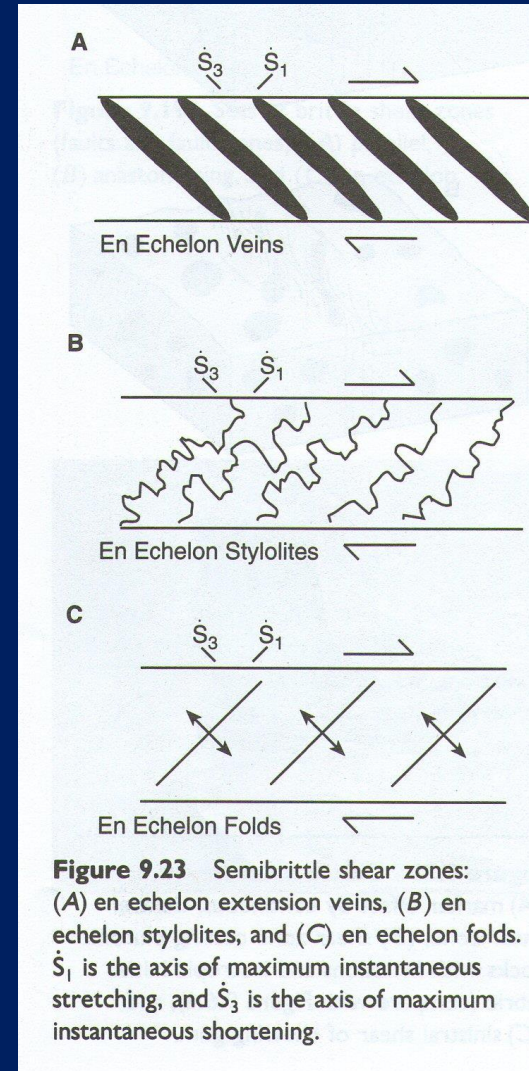 A
Ṡ3 Ṡ1
En Echelon Veins
B
Ṡ3 Ṡ1
En Echelon Stylolites
C
Ṡ3 Ṡ1
En Echelon Folds
Figure 9.23 Semibrittle shear zones:
(A) en echelon extension veins, (B) en
echelon stylolites, and (C) en echelon folds.
Ṡ1 is the axis of maximum instantaneous
stretching, and Ṡ3 is the axis of maximum
instantaneous shortening.